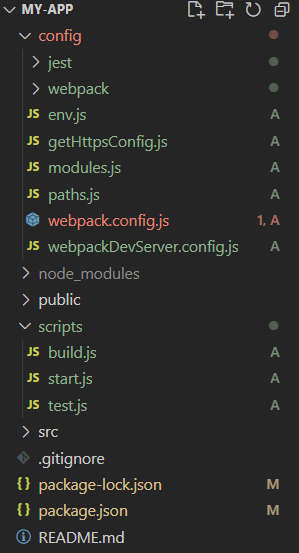 MY-APP
config
jest
webpack
JS env.js A
JS getHttpsConfig.js A
JS modules.js A
JS paths.js A
webpack.config.js 1, A
JS webpackDevServer.config.js A
node_modules
public
scripts
JS build.js A
JS start.js A
JS test.js A
src
.gitignore
{ } package-lock.json M
{ } package.json M
README.md